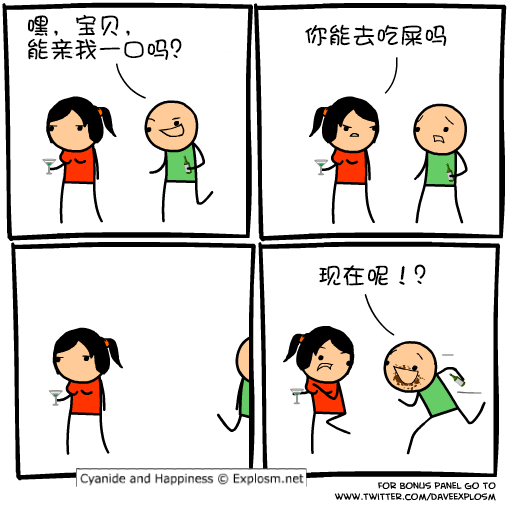 嘿，宝贝，
能亲我一口吗？
你能去吃屎吗
现在呢！？
Cyanide and Happiness © Explosm.net
FOR BONUS PANEL GO TO
WWW.TWITTER.COM/DAVEEXPLOSM